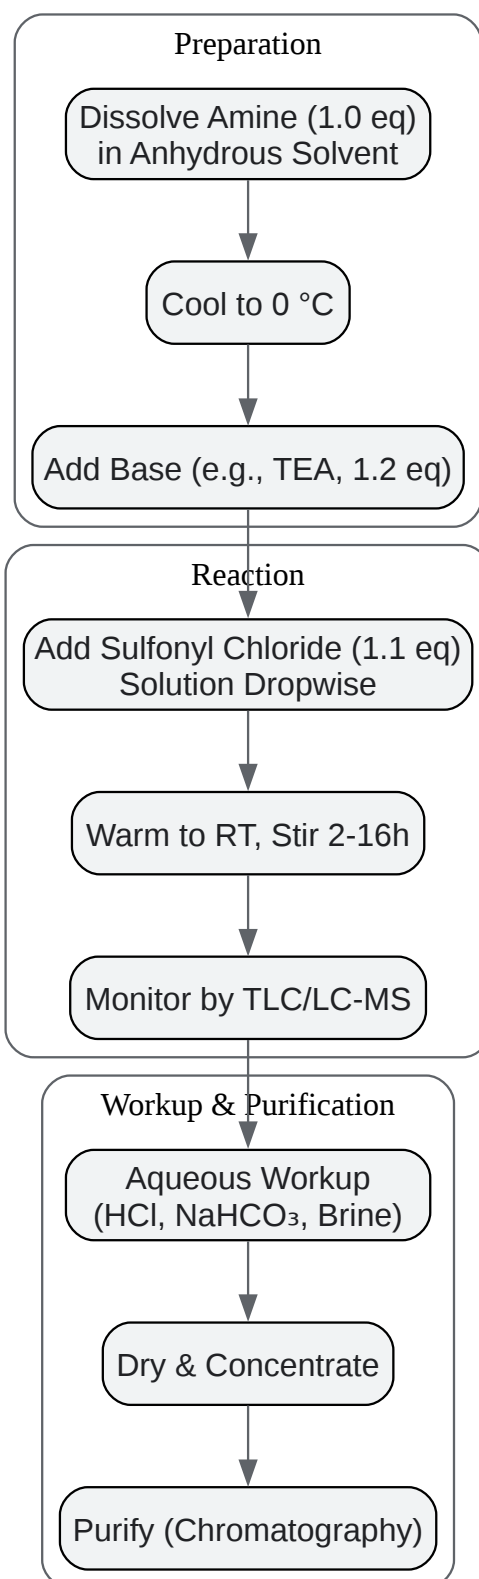 Preparation
Dissolve Amine (1.0 eq)
in Anhydrous Solvent
Cool to 0 °C
Add Base (e.g., TEA, 1.2 eq)
Reaction
Add Sulfonyl Chloride (1.1 eq)
Solution Dropwise
Warm to RT, Stir 2-16h
Monitor by TLC/LC-MS
Workup & Purification
Aqueous Workup
(HCl, NaHCO₃, Brine)
Dry & Concentrate
Purify (Chromatography)